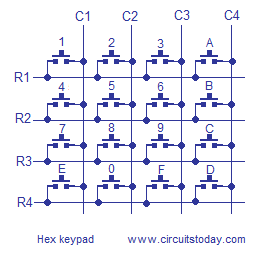 C1 C2 C3 C4
1 2 3 A
R1
4 5 6 B
R2
7 8 9 C
R3
E 0 F D
R4
Hex keypad www.circuitstoday.com